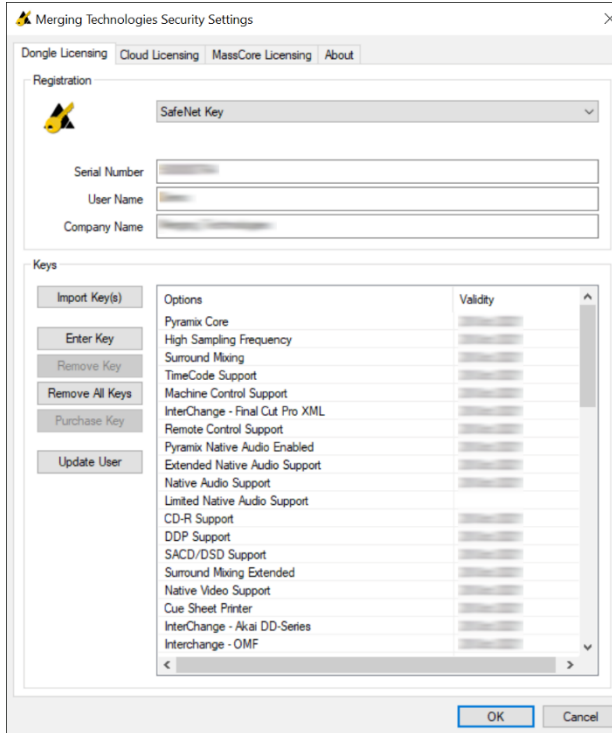 Merging Technologies Security Settings
Dongle Licensing Cloud Licensing MassCore Licensing About
Registration
SafeNet Key
Serial Number
User Name
Company Name
Keys
Import Key(s)
Enter Key
Remove Key
Remove All Keys
Purchase Key
Update User
Options Validity
Pyramix Core
High Sampling Frequency
Surround Mixing
TimeCode Support
Machine Control Support
InterChange - Final Cut Pro XML
Remote Control Support
Pyramix Native Audio Enabled
Extended Native Audio Support
Native Audio Support
Limited Native Audio Support
CD-R Support
DDP Support
SACD/DSD Support
Surround Mixing Extended
Native Video Support
Cue Sheet Printer
InterChange - Akai DD-Series
Interchange - OMF
OK Cancel